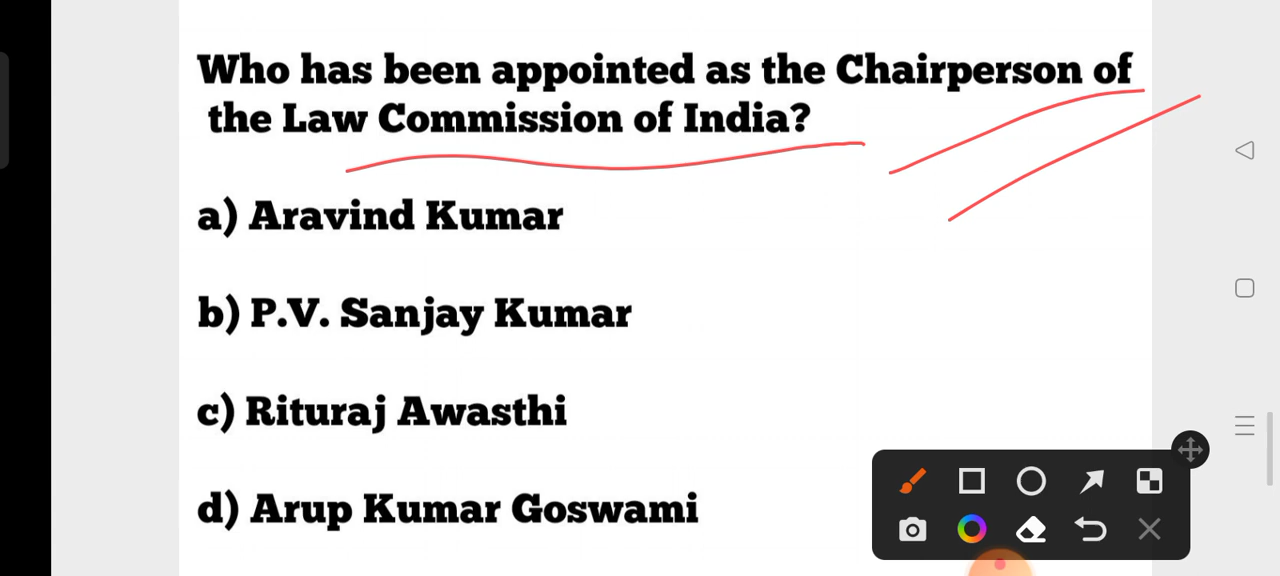 Who has been appointed as the Chairperson of
the Law Commission of India?
a) Aravind Kumar
b) P.V. Sanjay Kumar
c) Rituraj Awasthi
d) Arup Kumar Goswami